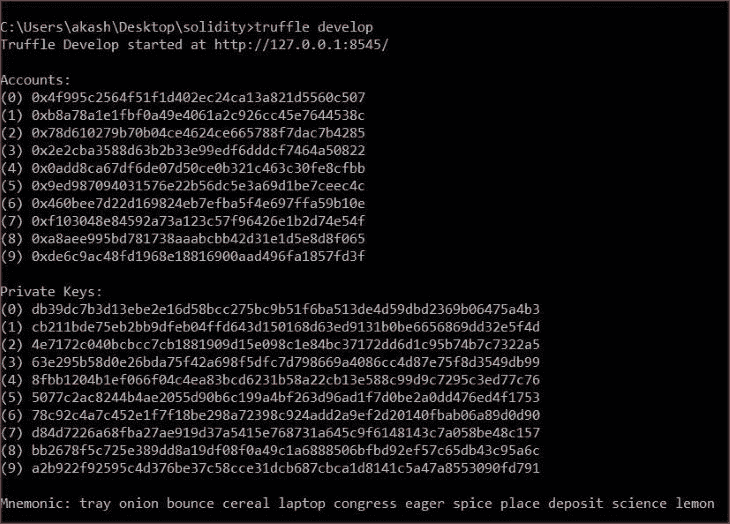 C:\Users\akash\Desktop\solidity>truffle develop
Truffle Develop started at http://127.0.0.1:8545/
Accounts:
(0) 0x4f995c2564f51f1d402ec24ca13a821d5560c507
(1) 0xb8a78a1e1fbf0a49e4061a2c926cc45e7644538c
(2) 0x78d610279b70b04ce4624ce665788f7dac7b4285
(3) 0x2e2cba3588d63b2b33e99edf6dddcf7464a50822
(4) 0x0add8ca67df6de07d50ce0b321c463c30fe8cfbb
(5) 0x9ed987094031576e22b56dc5e3a69d1be7ceec4c
(6) 0x460bee7d22d169824eb7efba5f4e697ffa59b10e
(7) 0xf103048e84592a73a123c57f96426e1b2d74e54f
(8) 0xa8aee995bd781738aaabcbb42d31e1d5e8d8f065
(9) 0xde6c9ac48fd1968e18816900aad496fa1857fd3f
Private Keys:
(0) db39dc7b3d13ebe2e16d58bcc275bc9b51f6ba513de4d59dbd2369b06475a4b3
(1) cb211bde75eb2bb9dfeb04ffd643d150168d63ed9131b0be6656869dd32e5f4d
(2) 4e7172c040bcbcc7cb1881909d15e098c1e84bc37172dd6d1c95b74b7c7322a5
(3) 63e295b58d0e26bda75f42a698f5dfc7d798669a4086cc4d87e75f8d3549db99
(4) 8fbb1204b1ef066f04c4ea83bcd6231b58a22cb13e588c99d9c7295c3ed77c76
(5) 5077c2ac8244b4ae2055d90b6c199a4bf263d96ad1f7d0be2a0dd476ed4f1753
(6) 78c92c4a7c452e1f7f18be298a72398c924add2a9ef2d20140fbab06a89d0d90
(7) d84d7226a68fba27ae919d37a5415e768731a645c9f6148143c7a058be48c157
(8) bb2678f5c725e389dd8a19df08f0a49c1a6888506bfbd92ef57c65db43c95a6c
(9) a2b922f92595c4d376be37c58cce31dcb687cbca1d8141c5a47a8553090fd791
Mnemonic: tray onion bounce cereal laptop congress eager spice place deposit science lemon